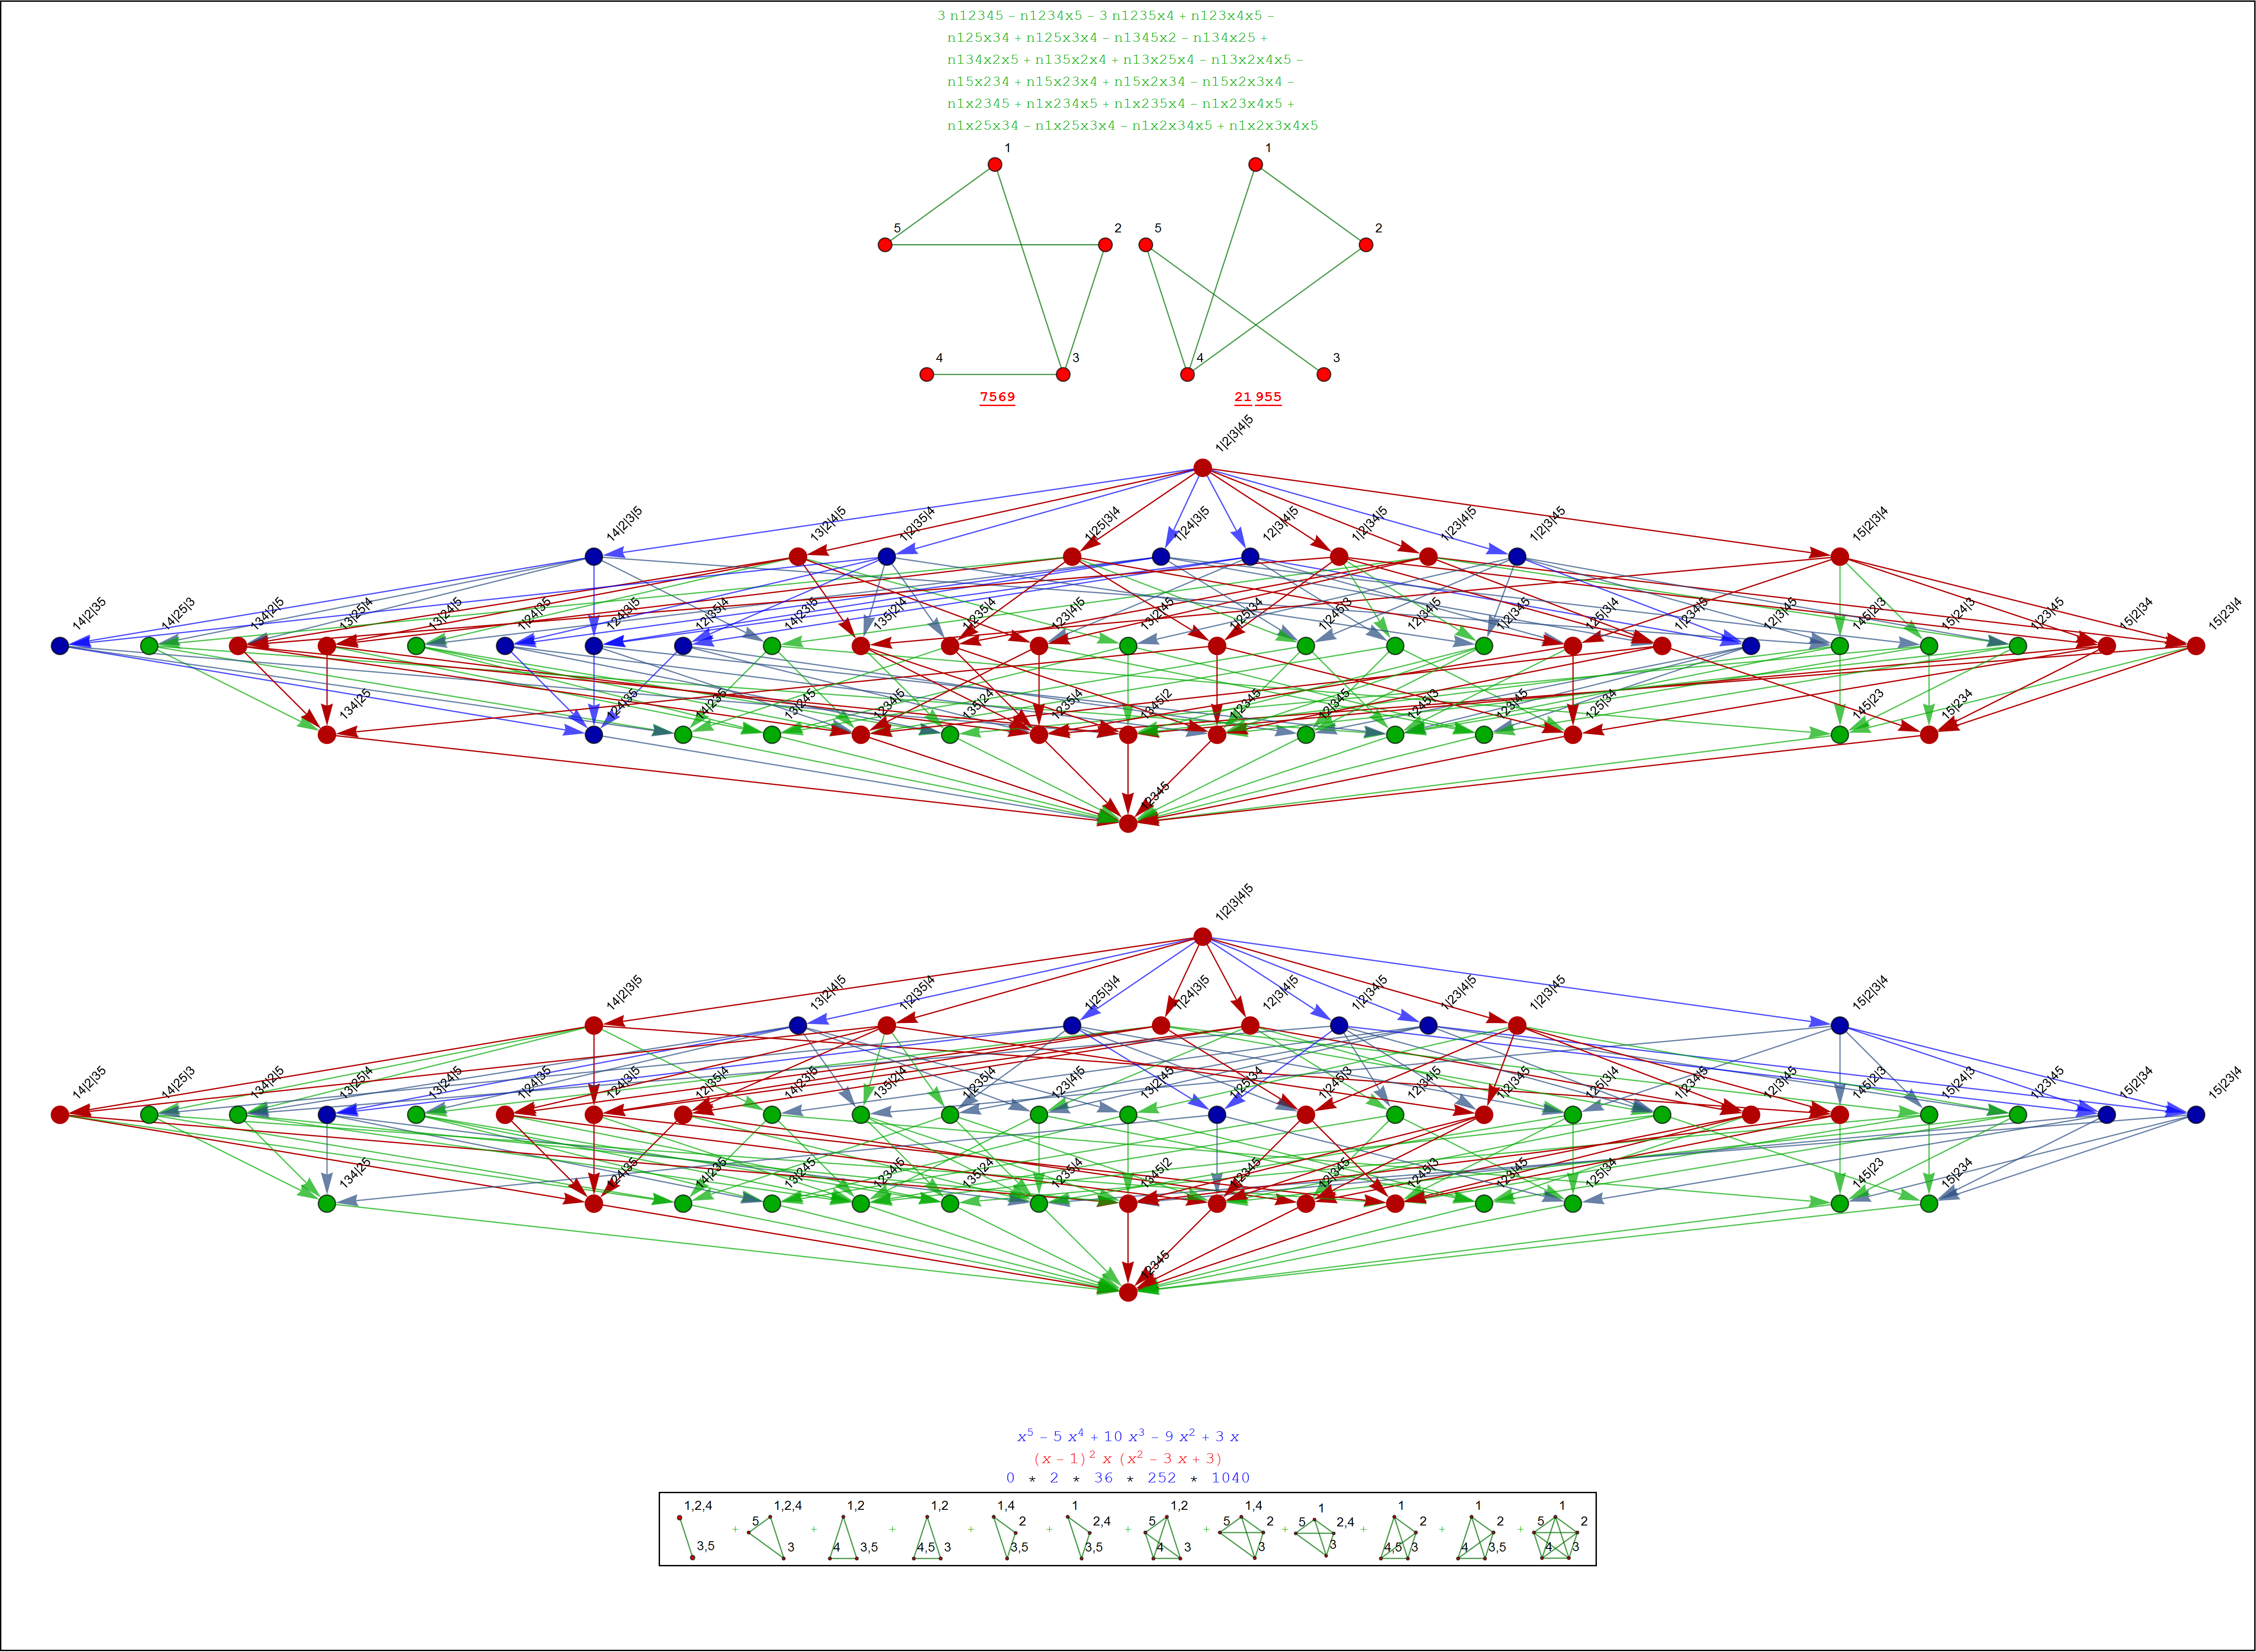 3 n12345 – n1234x5 – 3 n1235x4 + n123x4x5 –
n125x34 + n125x3x4 – n1345x2 – n134x25 +
n134x2x5 + n135x2x4 + n13x25x4 – n13x2x4x5 –
n15x234 + n15x23x4 + n15x2x34 – n15x2x3x4 –
n1x2345 + n1x234x5 + n1x235x4 – n1x23x4x5 +
n1x25x34 – n1x25x3x4 – n1x2x34x5 + n1x2x3x4x5
1 1
5 2 5 2
4 3 4 3
7569 21 955
1|2|3|4|5
14|2|3|5 13|2|4|5 1|2|35|4 1|25|3|4 1|24|3|5 12|3|4|5 1|2|34|5 1|23|4|5 1|2|3|45 15|2|3|4
14|2|35 14|25|3 134|2|5 13|25|4 13|24|5 1|24|35 124|3|5 12|35|4 14|23|5 135|2|4 1|235|4 123|4|5 13|2|45 1|25|34 1|245|3 12|34|5 1|2|345 125|3|4 1|234|5 12|3|45 145|2|3 15|24|3 1|23|45 15|2|34 15|23|4
134|25 124|35 14|235 13|245 1234|5 135|24 1235|4 1345|2 1|2345 12|345 1245|3 123|45 125|34 145|23 15|234
12345
1|2|3|4|5
14|2|3|5 13|2|4|5 1|2|35|4 1|25|3|4 1|24|3|5 12|3|4|5 1|2|34|5 1|23|4|5 1|2|3|45 15|2|3|4
14|2|35 14|25|3 134|2|5 13|25|4 13|24|5 1|24|35 124|3|5 12|35|4 14|23|5 135|2|4 1|235|4 123|4|5 13|2|45 1|25|34 1|245|3 12|34|5 1|2|345 125|3|4 1|234|5 12|3|45 145|2|3 15|24|3 1|23|45 15|2|34 15|23|4
134|25 124|35 14|235 13|245 1234|5 135|24 1235|4 1345|2 1|2345 12|345 1245|3 123|45 125|34 145|23 15|234
12345
x⁵ – 5 x⁴ + 10 x³ – 9 x² + 3 x
(x – 1)² x (x² – 3 x + 3)
0 * 2 * 36 * 252 * 1040
1,2,4 1,2,4 1,2 1,2 1,4 1 1,2 1,4 1 1 1 1
5 2 2,4 5 5 2 5 2,4 2 2 5 2
+ + + + + + + + + + +
3,5 3 4 3,5 4,5 3 3,5 3,5 4 3 3 3 4,5 3 4 3,5 4 3